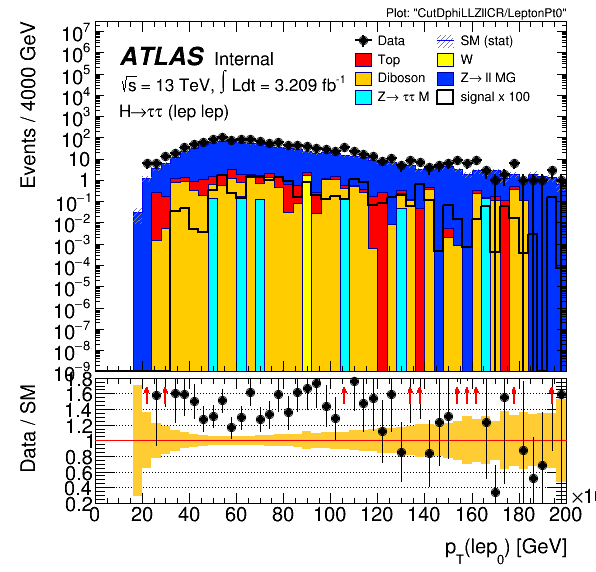 Plot: "CutDphiLLZllCR/LeptonPt0"
ATLAS Internal
√s = 13 TeV, ∫ Ldt = 3.209 fb⁻¹
H→ττ (lep lep)
Data
SM (stat)
Top
W
Diboson
Z→ ll MG
Z→ ττ M
signal x 100
Events / 4000 GeV
10⁷
10⁶
10⁵
10⁴
10³
10²
10
1
10⁻¹
10⁻²
10⁻³
10⁻⁴
10⁻⁵
10⁻⁶
10⁻⁷
10⁻⁸
10⁻⁹
Data / SM
1.8
1.6
1.4
1.2
1
0.8
0.6
0.4
0.2
0 20 40 60 80 100 120 140 160 180 200
×10
p_T(lep₀) [GeV]